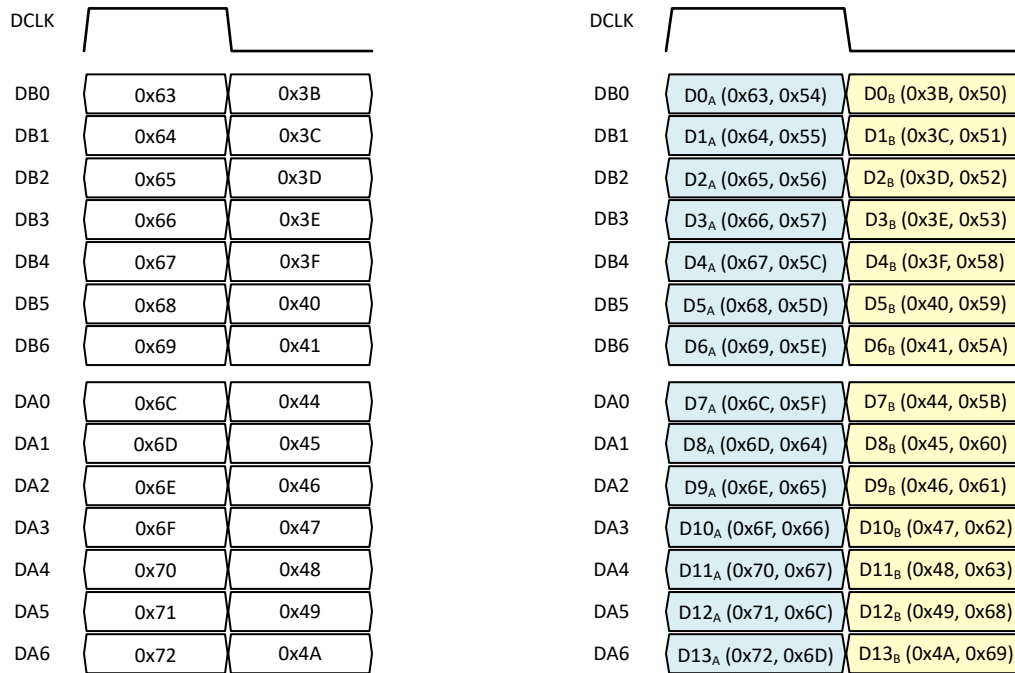 DCLK
DB0 0x63 0x3B
DB1 0x64 0x3C
DB2 0x65 0x3D
DB3 0x66 0x3E
DB4 0x67 0x3F
DB5 0x68 0x40
DB6 0x69 0x41
DA0 0x6C 0x44
DA1 0x6D 0x45
DA2 0x6E 0x46
DA3 0x6F 0x47
DA4 0x70 0x48
DA5 0x71 0x49
DA6 0x72 0x4A
DCLK
DB0 D0A (0x63, 0x54) D0B (0x3B, 0x50)
DB1 D1A (0x64, 0x55) D1B (0x3C, 0x51)
DB2 D2A (0x65, 0x56) D2B (0x3D, 0x52)
DB3 D3A (0x66, 0x57) D3B (0x3E, 0x53)
DB4 D4A (0x67, 0x5C) D4B (0x3F, 0x58)
DB5 D5A (0x68, 0x5D) D5B (0x40, 0x59)
DB6 D6A (0x69, 0x5E) D6B (0x41, 0x5A)
DA0 D7A (0x6C, 0x5F) D7B (0x44, 0x5B)
DA1 D8A (0x6D, 0x64) D8B (0x45, 0x60)
DA2 D9A (0x6E, 0x65) D9B (0x46, 0x61)
DA3 D10A (0x6F, 0x66) D10B (0x47, 0x62)
DA4 D11A (0x70, 0x67) D11B (0x48, 0x63)
DA5 D12A (0x71, 0x6C) D12B (0x49, 0x68)
DA6 D13A (0x72, 0x6D) D13B (0x4A, 0x69)